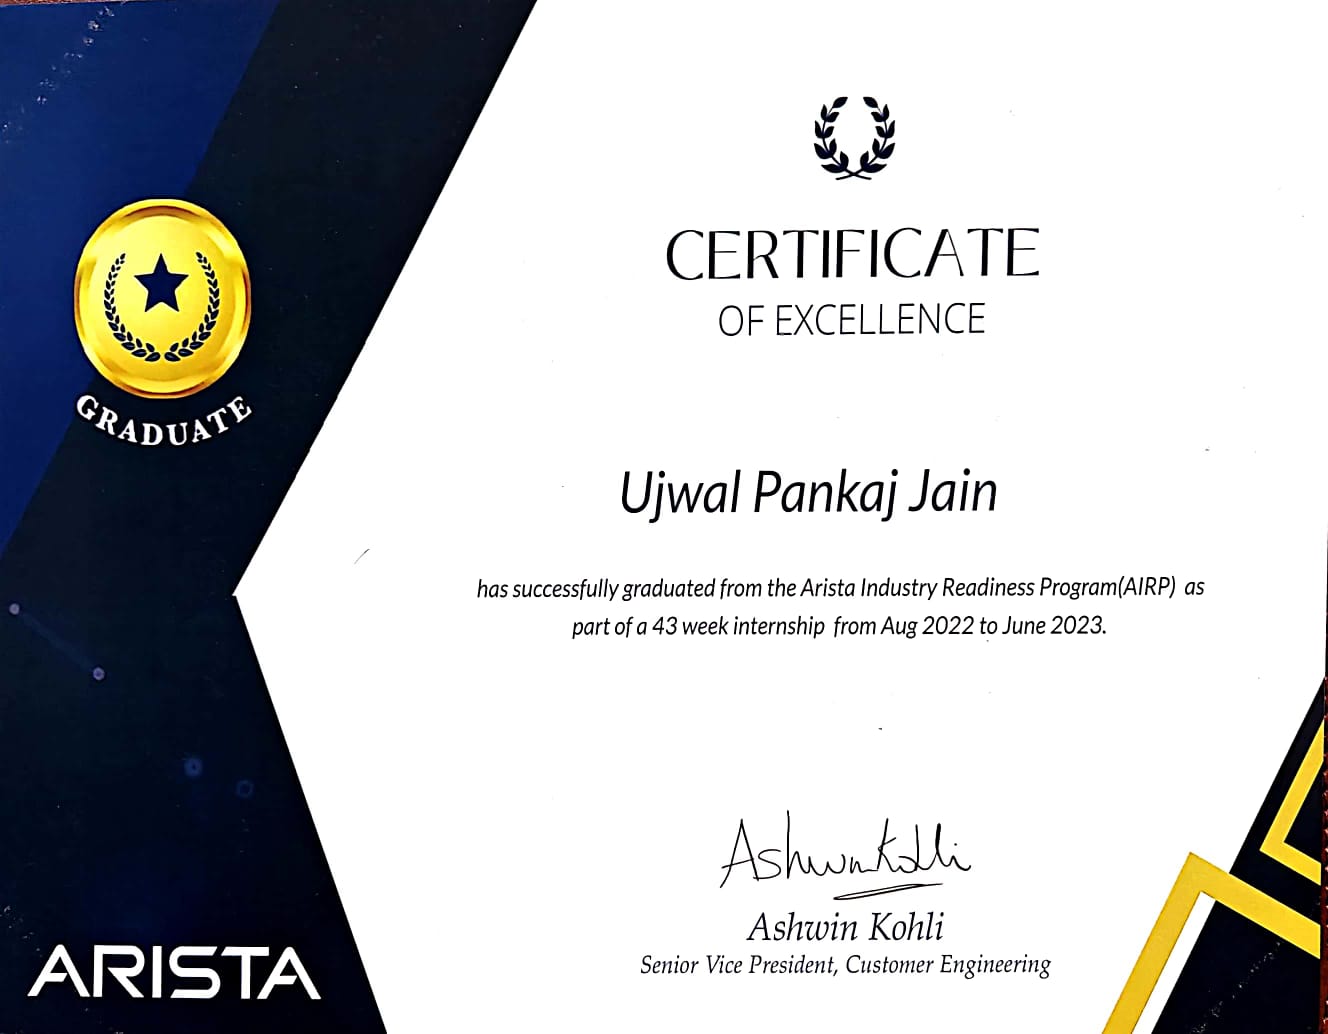 CERTIFICATE
OF EXCELLENCE
GRADUATE
Ujwal Pankaj Jain
has successfully graduated from the Arista Industry Readiness Program(AIRP) as
part of a 43 week internship from Aug 2022 to June 2023.
Ashwin Kohli
Ashwin Kohli
Senior Vice President, Customer Engineering
ARISTA